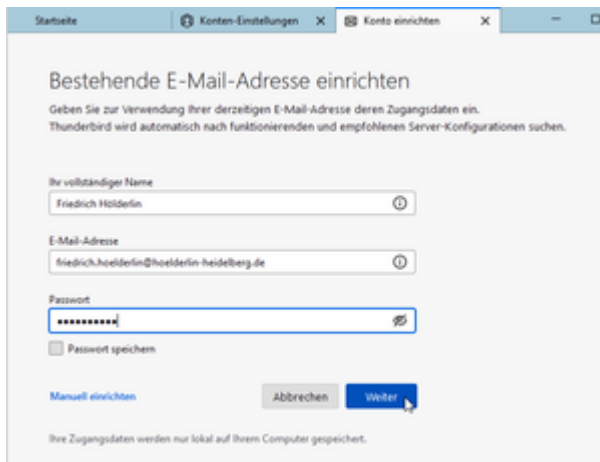 Startseite
Konten-Einstellungen
Konto einrichten
Bestehende E-Mail-Adresse einrichten
Geben Sie zur Verwendung Ihrer derzeitigen E-Mail-Adresse deren Zugangsdaten ein.
Thunderbird wird automatisch nach funktionierenden und empfohlenen Server-Konfigurationen suchen.
Ihr vollständiger Name
Friedrich Hölderlin
E-Mail-Adresse
friedrich.hoelderlin@hoelderlin-heidelberg.de
Passwort
••••••••••
Passwort speichern
Manuell einrichten
Abbrechen
Weiter
Ihre Zugangsdaten werden nur lokal auf Ihrem Computer gespeichert.